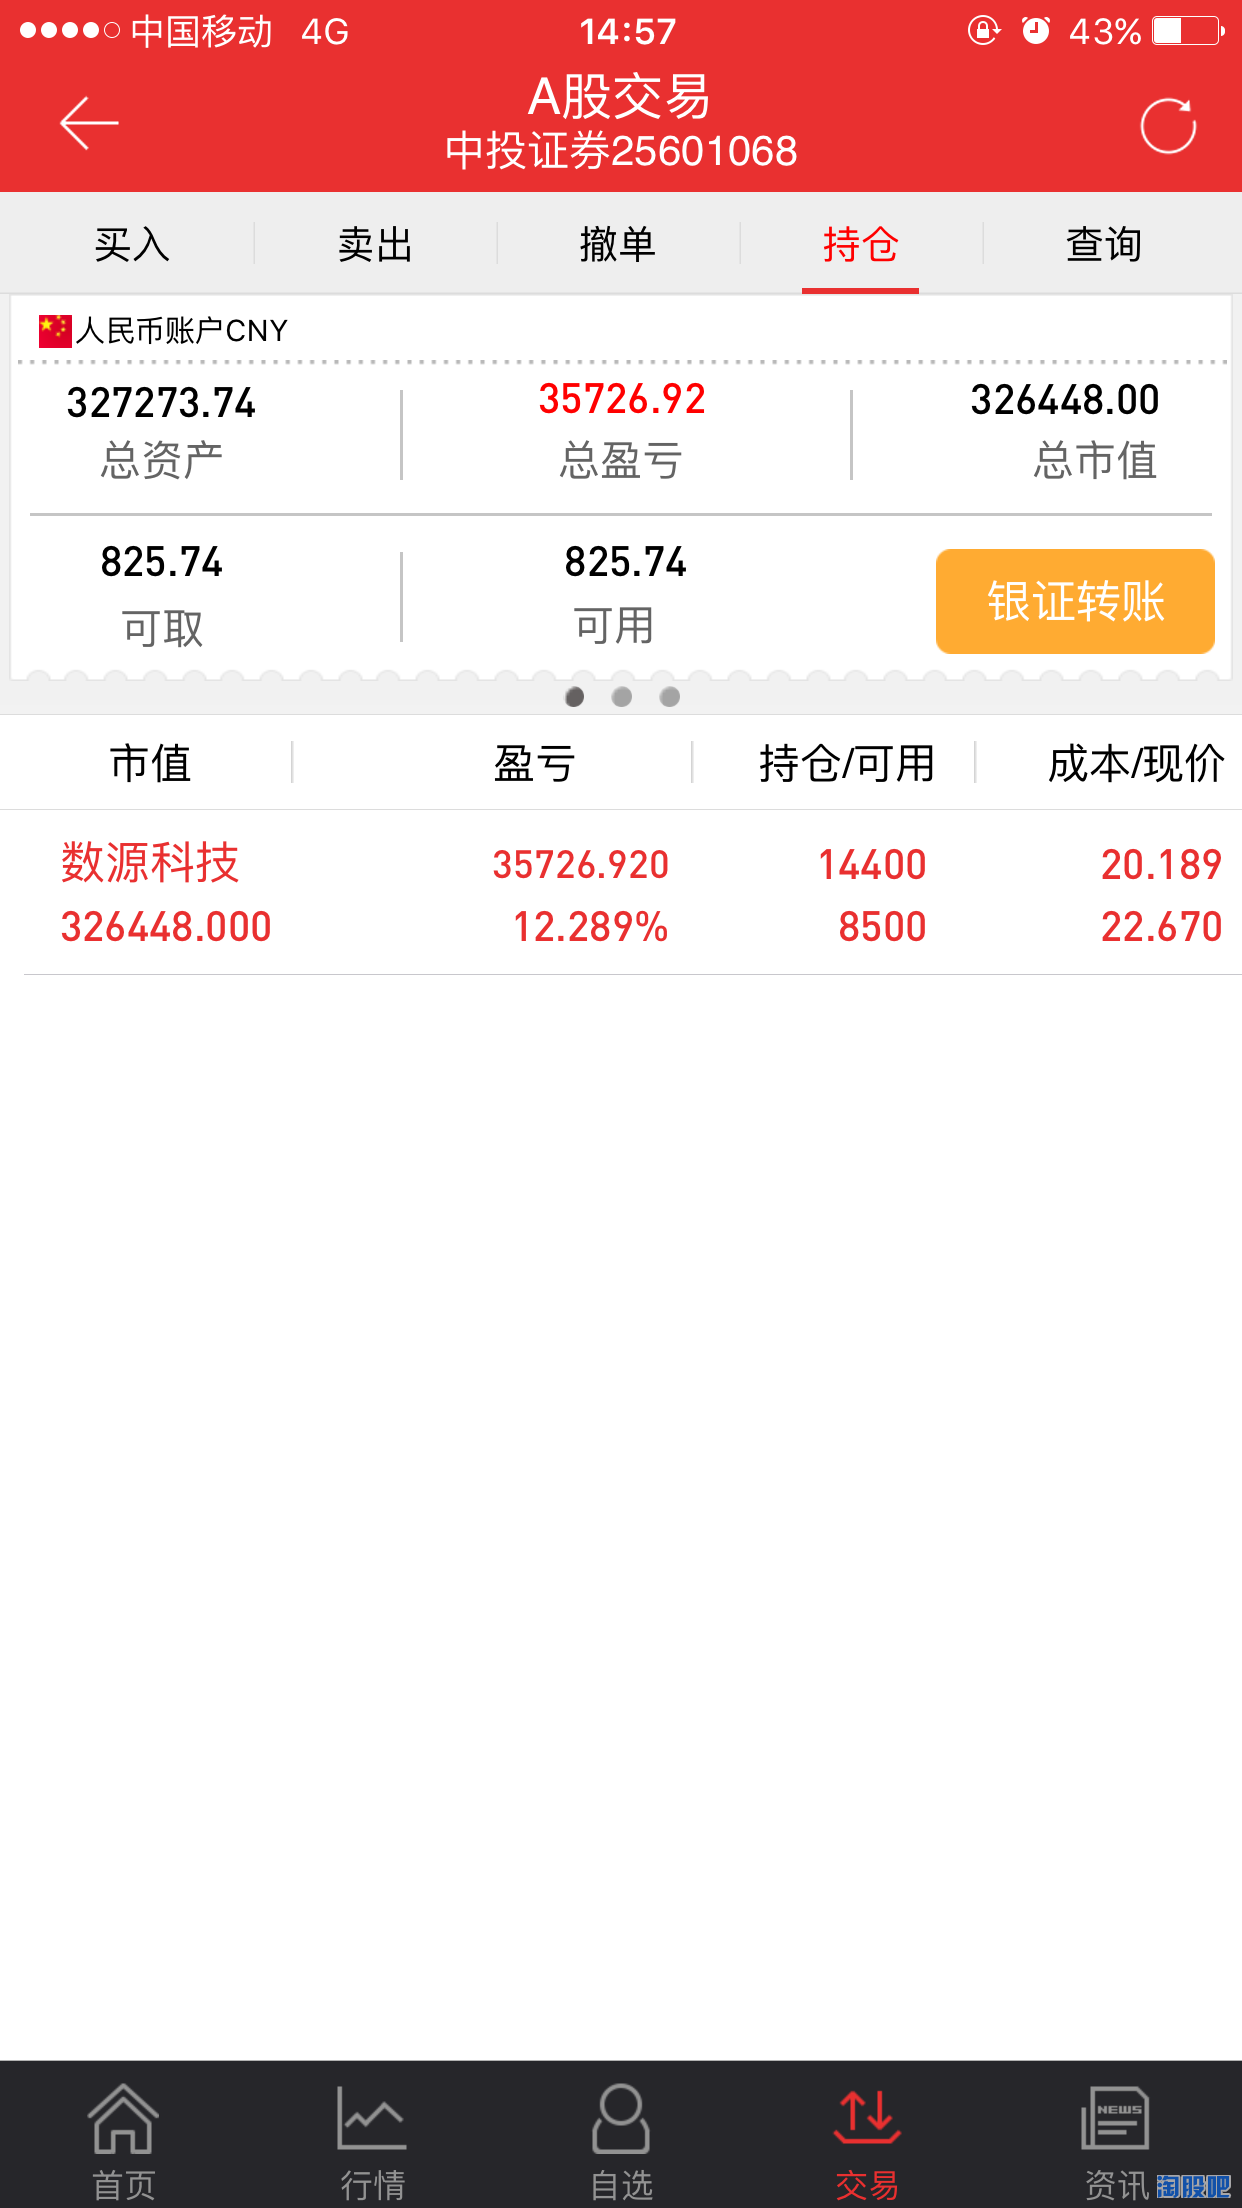 中国移动 4G 14:57 43%
A股交易
中投证券25601068
买入 卖出 撤单 持仓 查询
人民币账户CNY
327273.74 35726.92 326448.00
总资产 总盈亏 总市值
825.74 825.74
可取 可用 银证转账
市值 盈亏 持仓/可用 成本/现价
数源科技 35726.920 14400 20.189
326448.000 12.289% 8500 22.670
NEWS
首页 行情 自选 交易 资讯
淘股吧